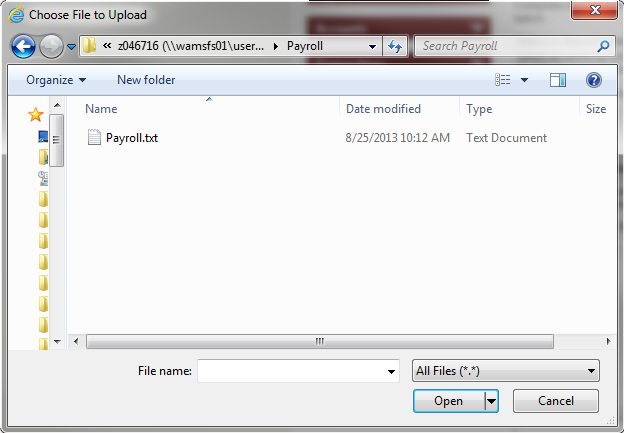 Choose File to Upload
« z046716 (\\wamsfs01\user... Payroll
Search Payroll
Organize New folder
Name Date modified Type Size
Payroll.txt 8/25/2013 10:12 AM Text Document
File name: All Files (*.*)
Open Cancel